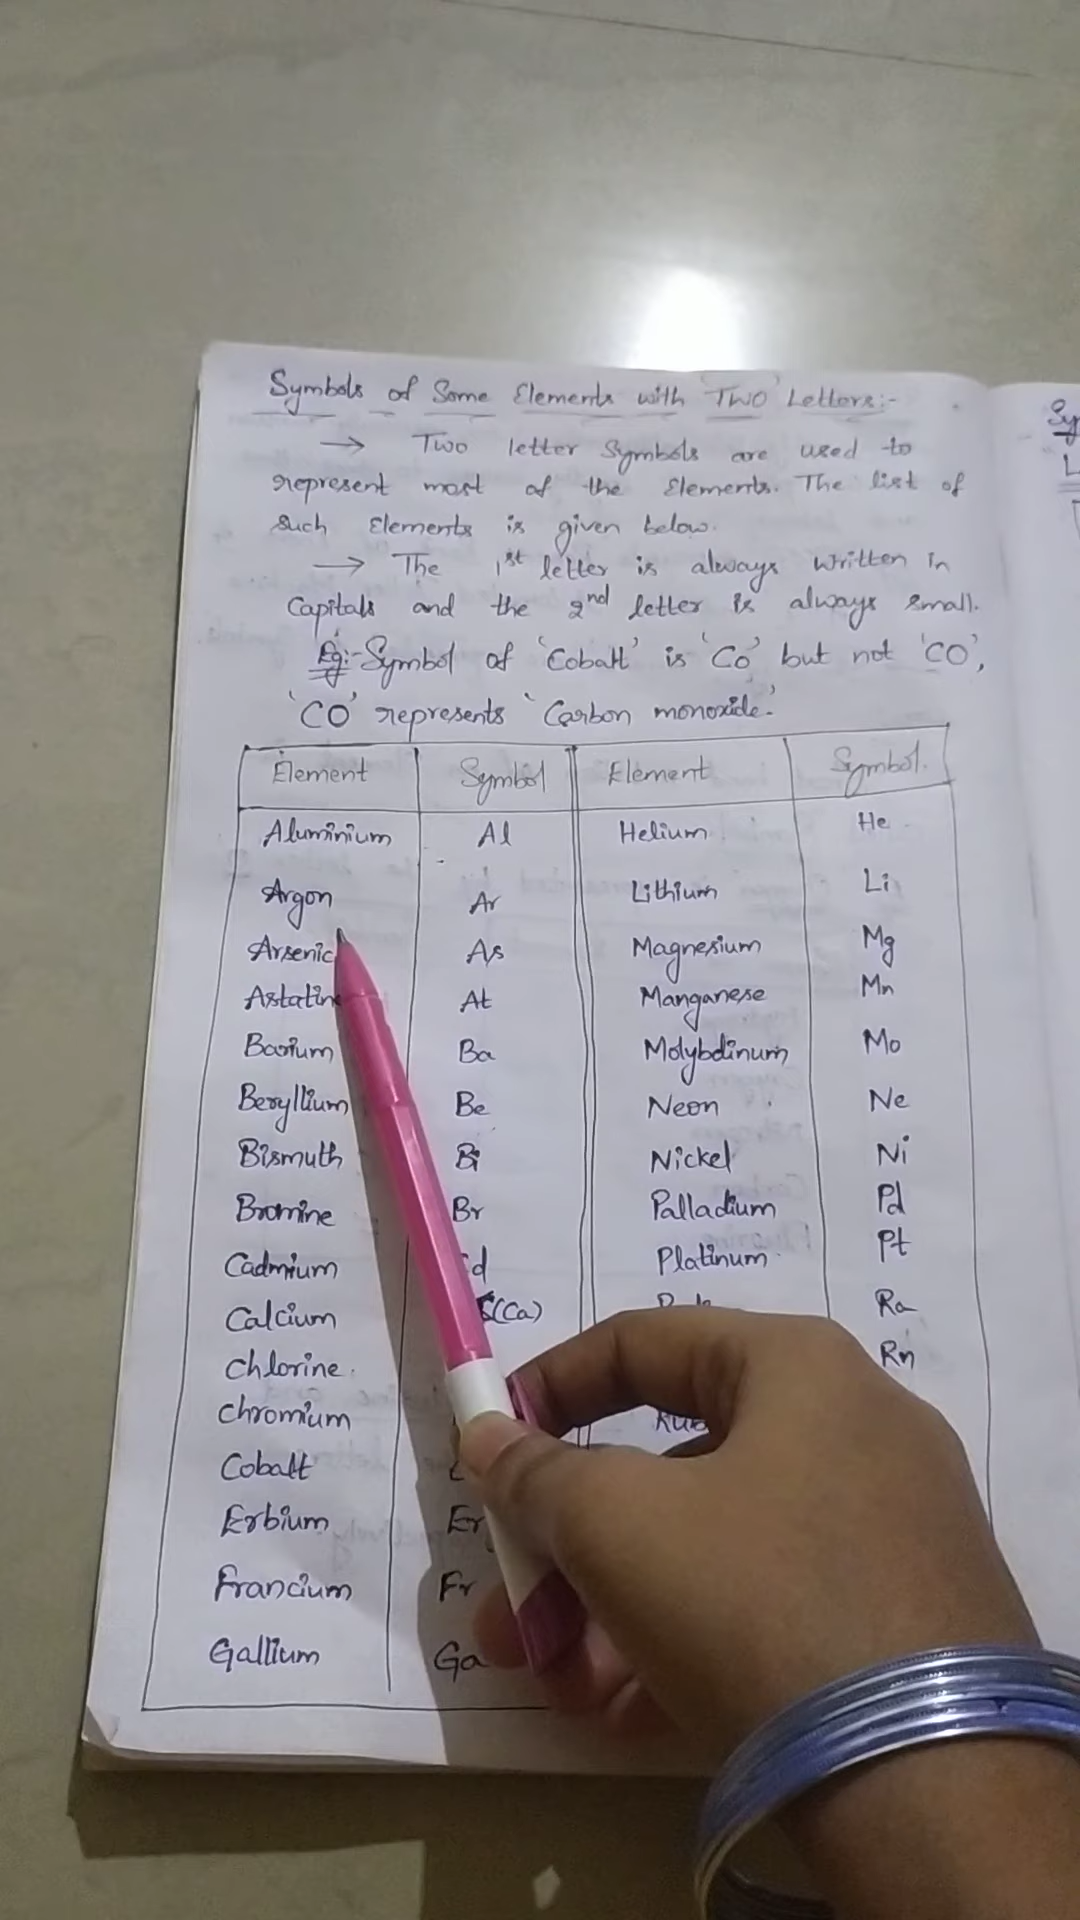 Symbols of Some Elements with TWO Letters:-
→ Two letter Symbols are used to
represent most of the Elements. The list of
such Elements is given below.
→ The 1st letter is always written in
Capitals and the 2nd letter is always small.
Eg:- Symbol of 'Cobalt' is 'Co' but not 'CO',
'CO' represents 'Carbon monoxide.'
Element Symbol Element Symbol.
Aluminium Al Helium He
Argon Ar Lithium Li
Arsenic As Magnesium Mg
Astatine At Manganese Mn
Barium Ba Molybdinum Mo
Beryllium Be Neon Ne
Bismuth Bi Nickel Ni
Bromine Br Palladium Pd
Cadmium Platinum Pt
Calcium (Ca) Ra
Chlorine Rn
Chromium
Cobalt
Erbium Er
Francium Fr
Gallium Ga